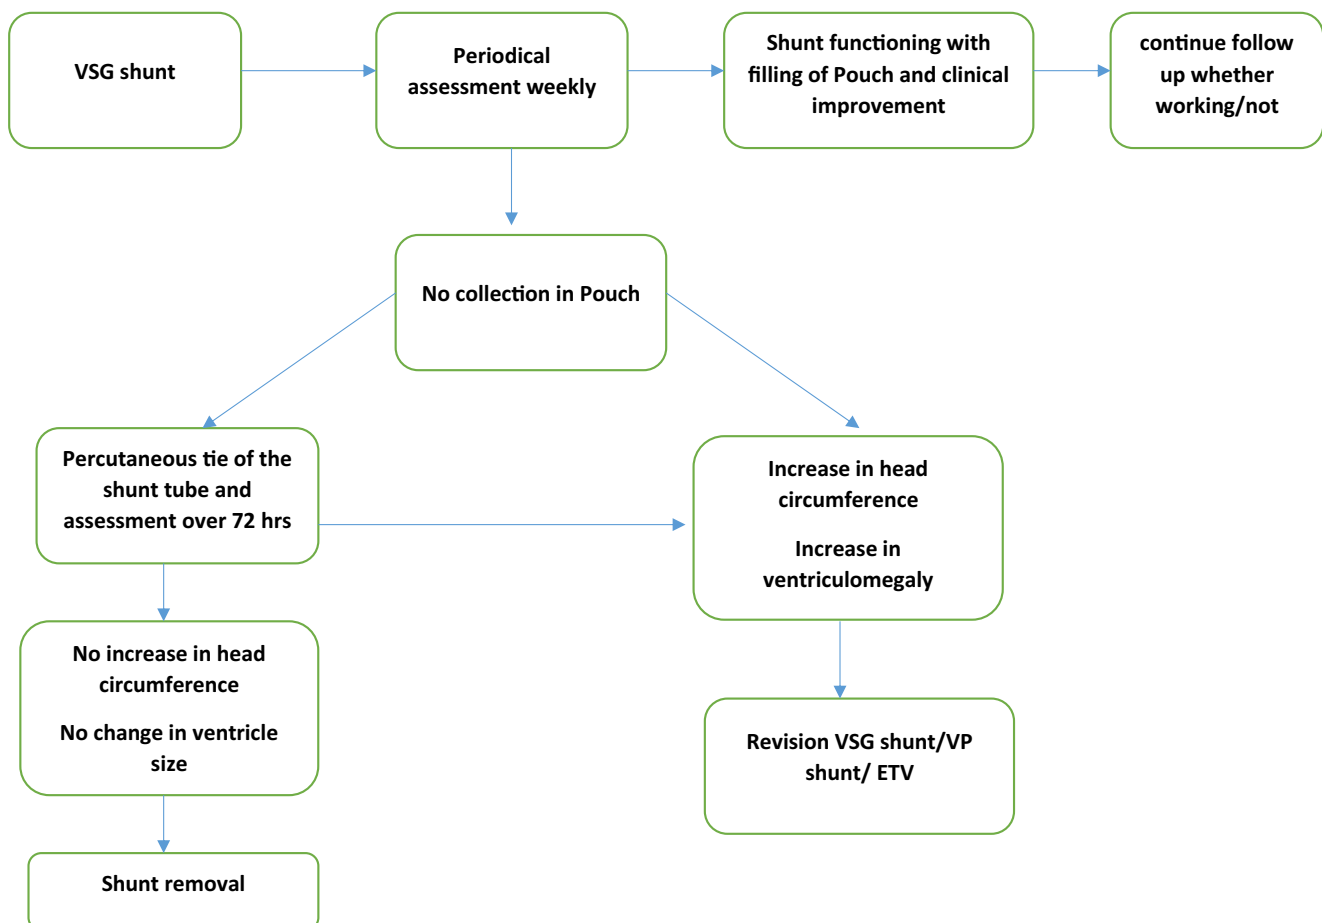 VSG shunt
Periodical
assessment weekly
Shunt functioning with
filling of Pouch and clinical
improvement
continue follow
up whether
working/not
No collection in Pouch
Percutaneous tie of the
shunt tube and
assessment over 72 hrs
Increase in head
circumference
Increase in
ventriculomegaly
No increase in head
circumference
No change in ventricle
size
Revision VSG shunt/VP
shunt/ ETV
Shunt removal